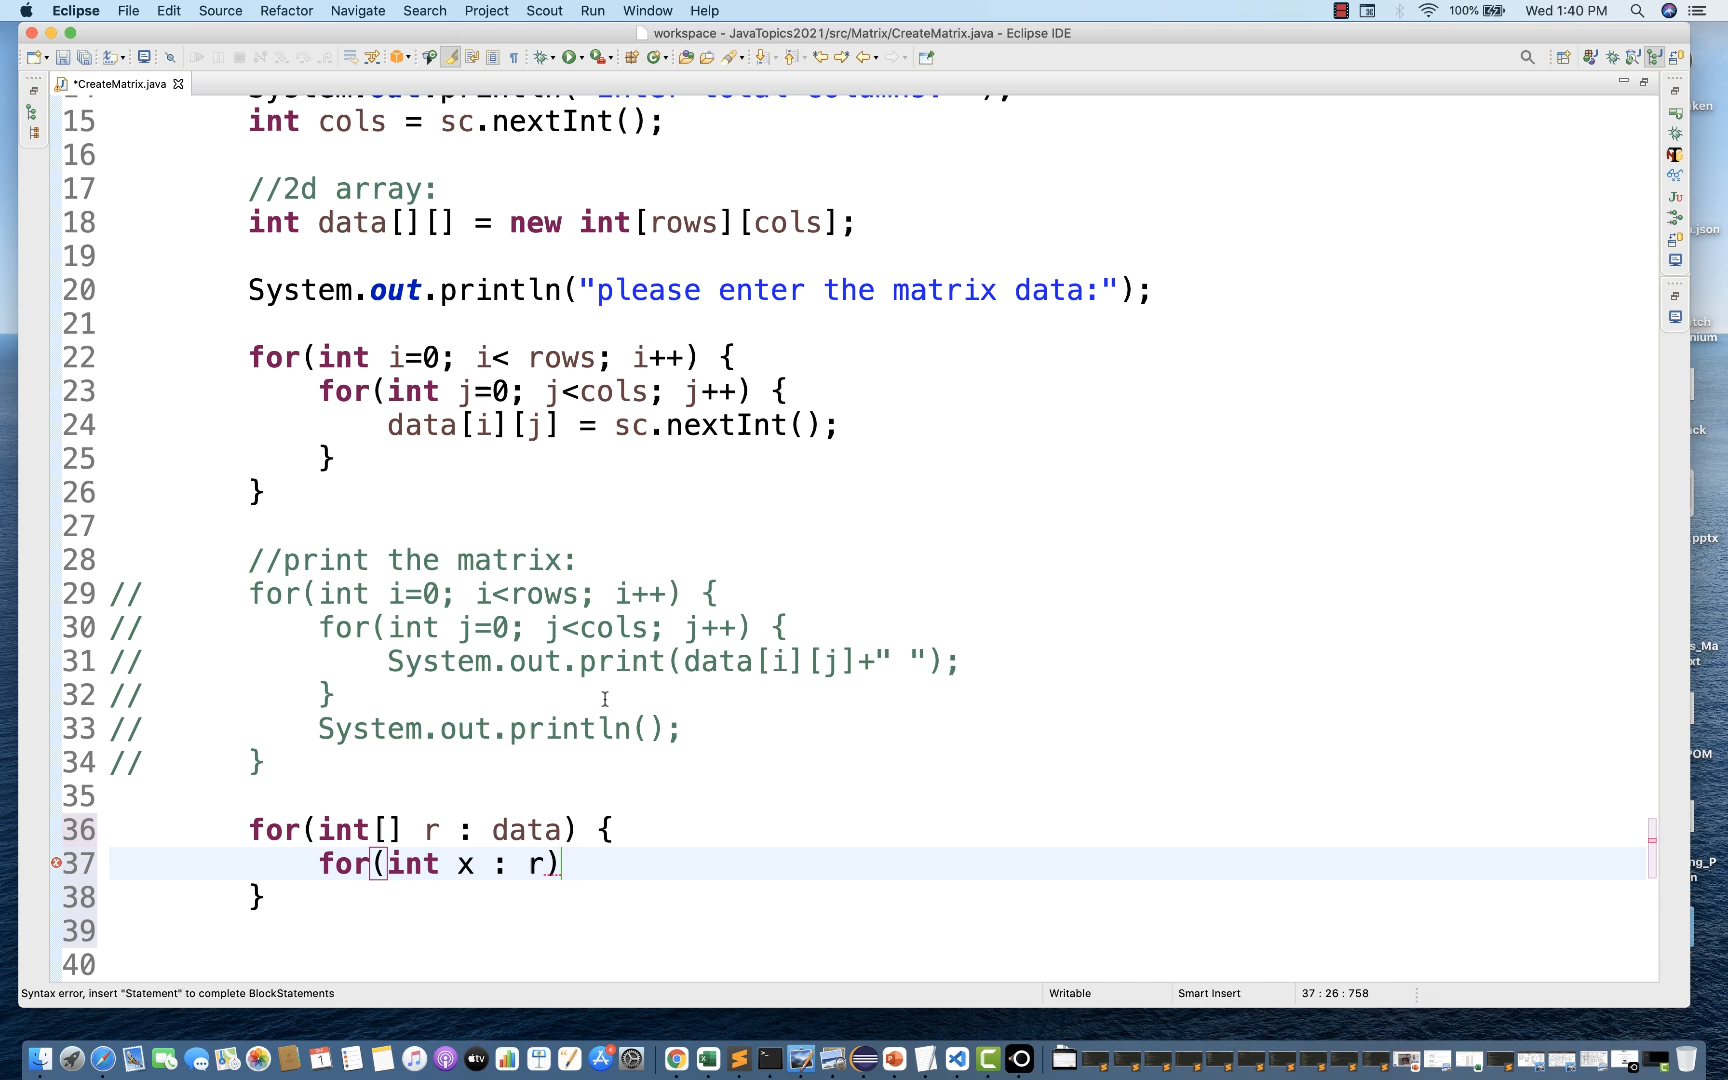 Eclipse File Edit Source Refactor Navigate Search Project Scout Run Window Help 100% Wed 1:40 PM
workspace - JavaTopics2021/src/Matrix/CreateMatrix.java - Eclipse IDE
*CreateMatrix.java
15 int cols = sc.nextInt();
16
17 //2d array:
18 int data[][] = new int[rows][cols];
19
20 System.out.println("please enter the matrix data:");
21
22 for(int i=0; i< rows; i++) {
23 for(int j=0; j<cols; j++) {
24 data[i][j] = sc.nextInt();
25 }
26 }
27
28 //print the matrix:
29 // for(int i=0; i<rows; i++) {
30 // for(int j=0; j<cols; j++) {
31 // System.out.print(data[i][j]+" ");
32 // }
33 // System.out.println();
34 // }
35
36 for(int[] r : data) {
37 for(int x : r)
38 }
39
40
Syntax error, insert "Statement" to complete BlockStatements Writable Smart Insert 37 : 26 : 758